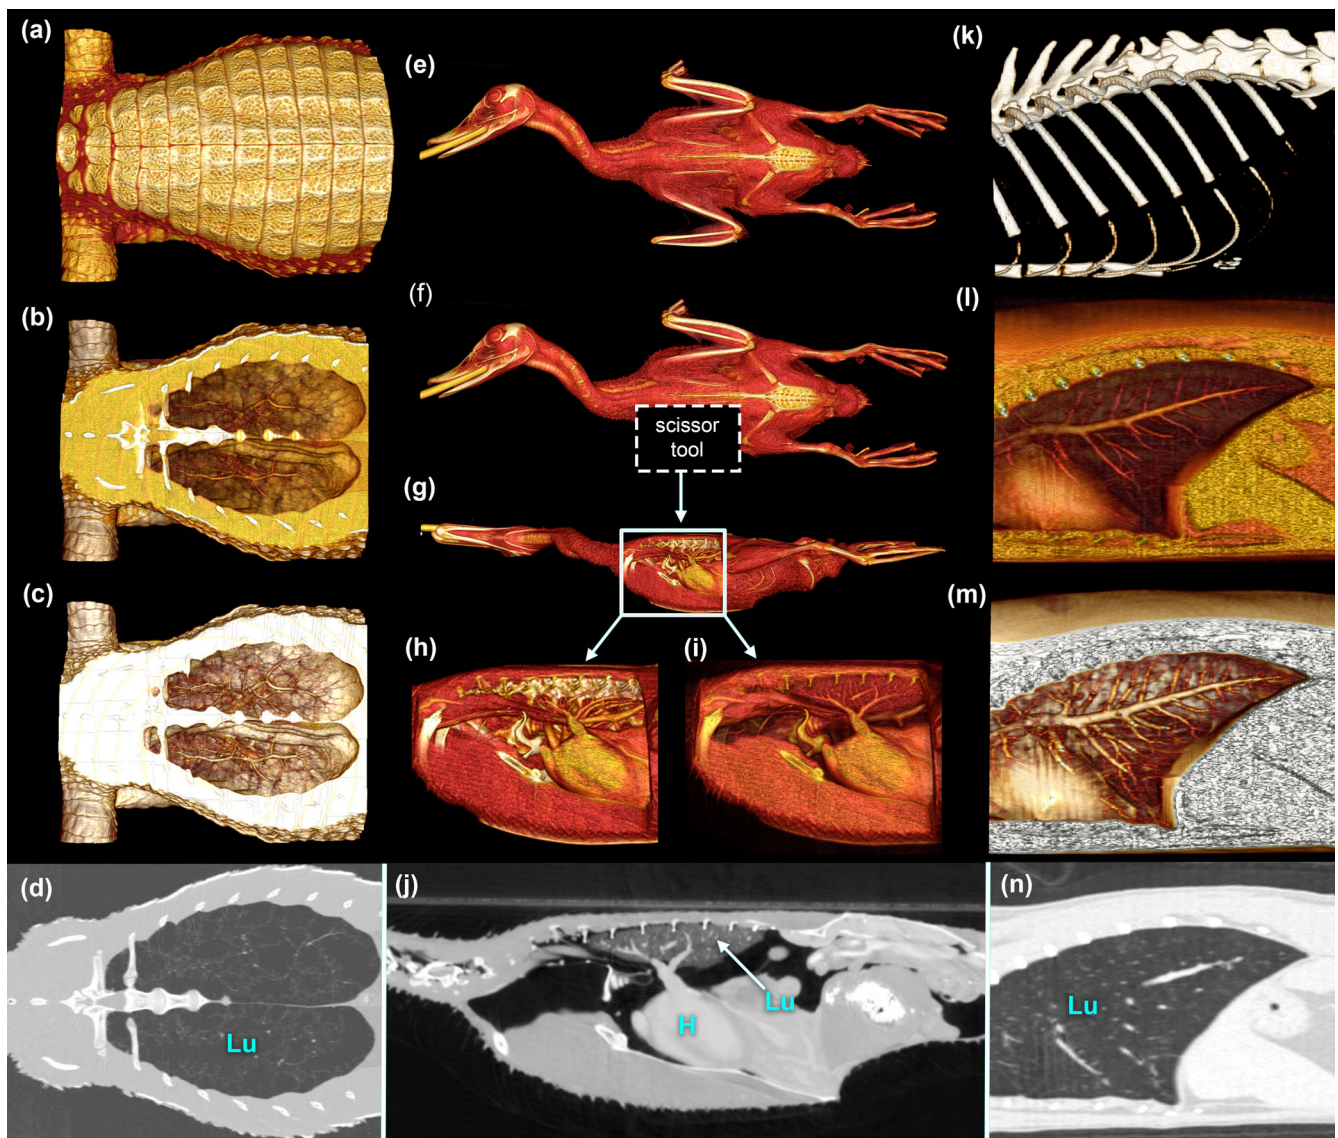 (a)
(b)
(c)
(d)
Lu
(e)
(f)
scissor
tool
(g)
(h)
(i)
(j)
Lu
H
(k)
(l)
(m)
(n)
Lu